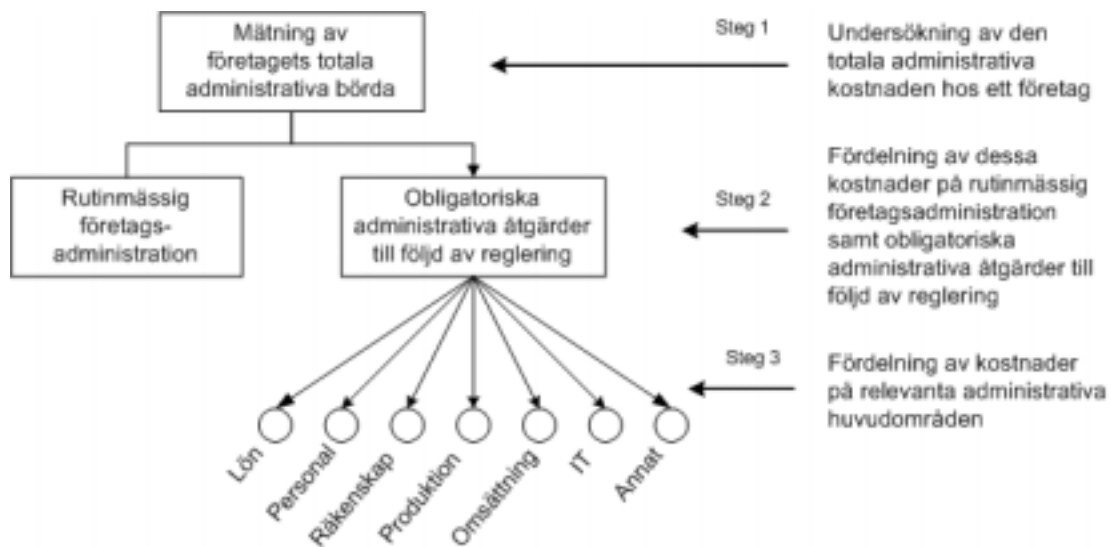 Mätning av
företagets totala
administrativa börda
Steg 1
Undersökning av den
totala administrativa
kostnaden hos ett företag
Rutinmässig
företags-
administration
Obligatoriska
administrativa åtgärder
till följd av reglering
Steg 2
Fördelning av dessa
kostnader på rutinmässig
företagsadministration
samt obligatoriska
administrativa åtgärder till
följd av reglering
Steg 3
Fördelning av kostnader
på relevanta administrativa
huvudområden
Lön
Personal
Räkenskap
Produktion
Omsättning
IT
Annat